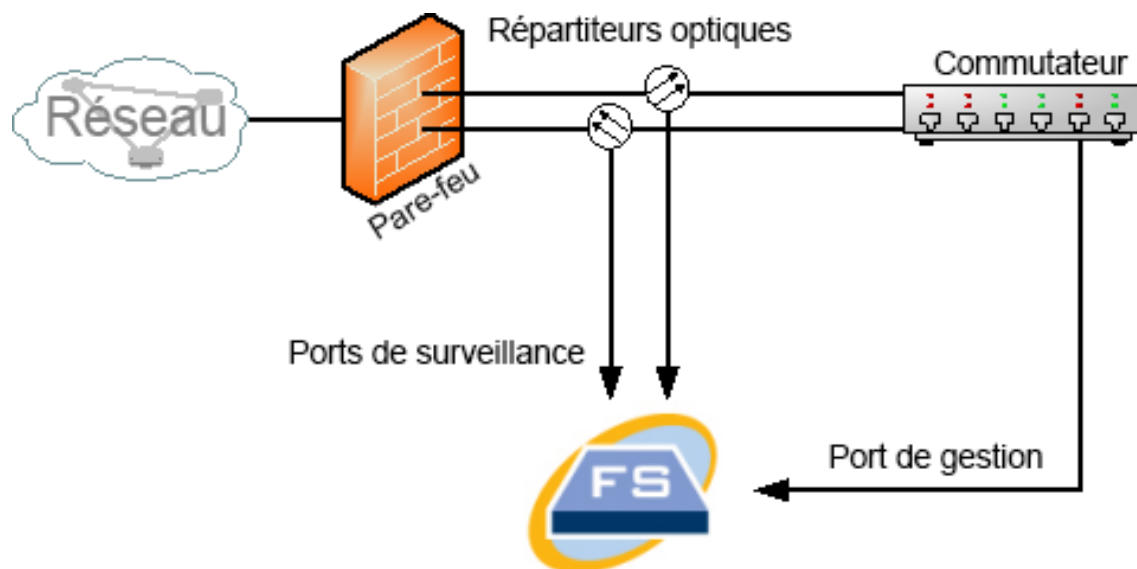 Répartiteurs optiques
Commutateur
Réseau
Pare-feu
Ports de surveillance
Port de gestion
FS